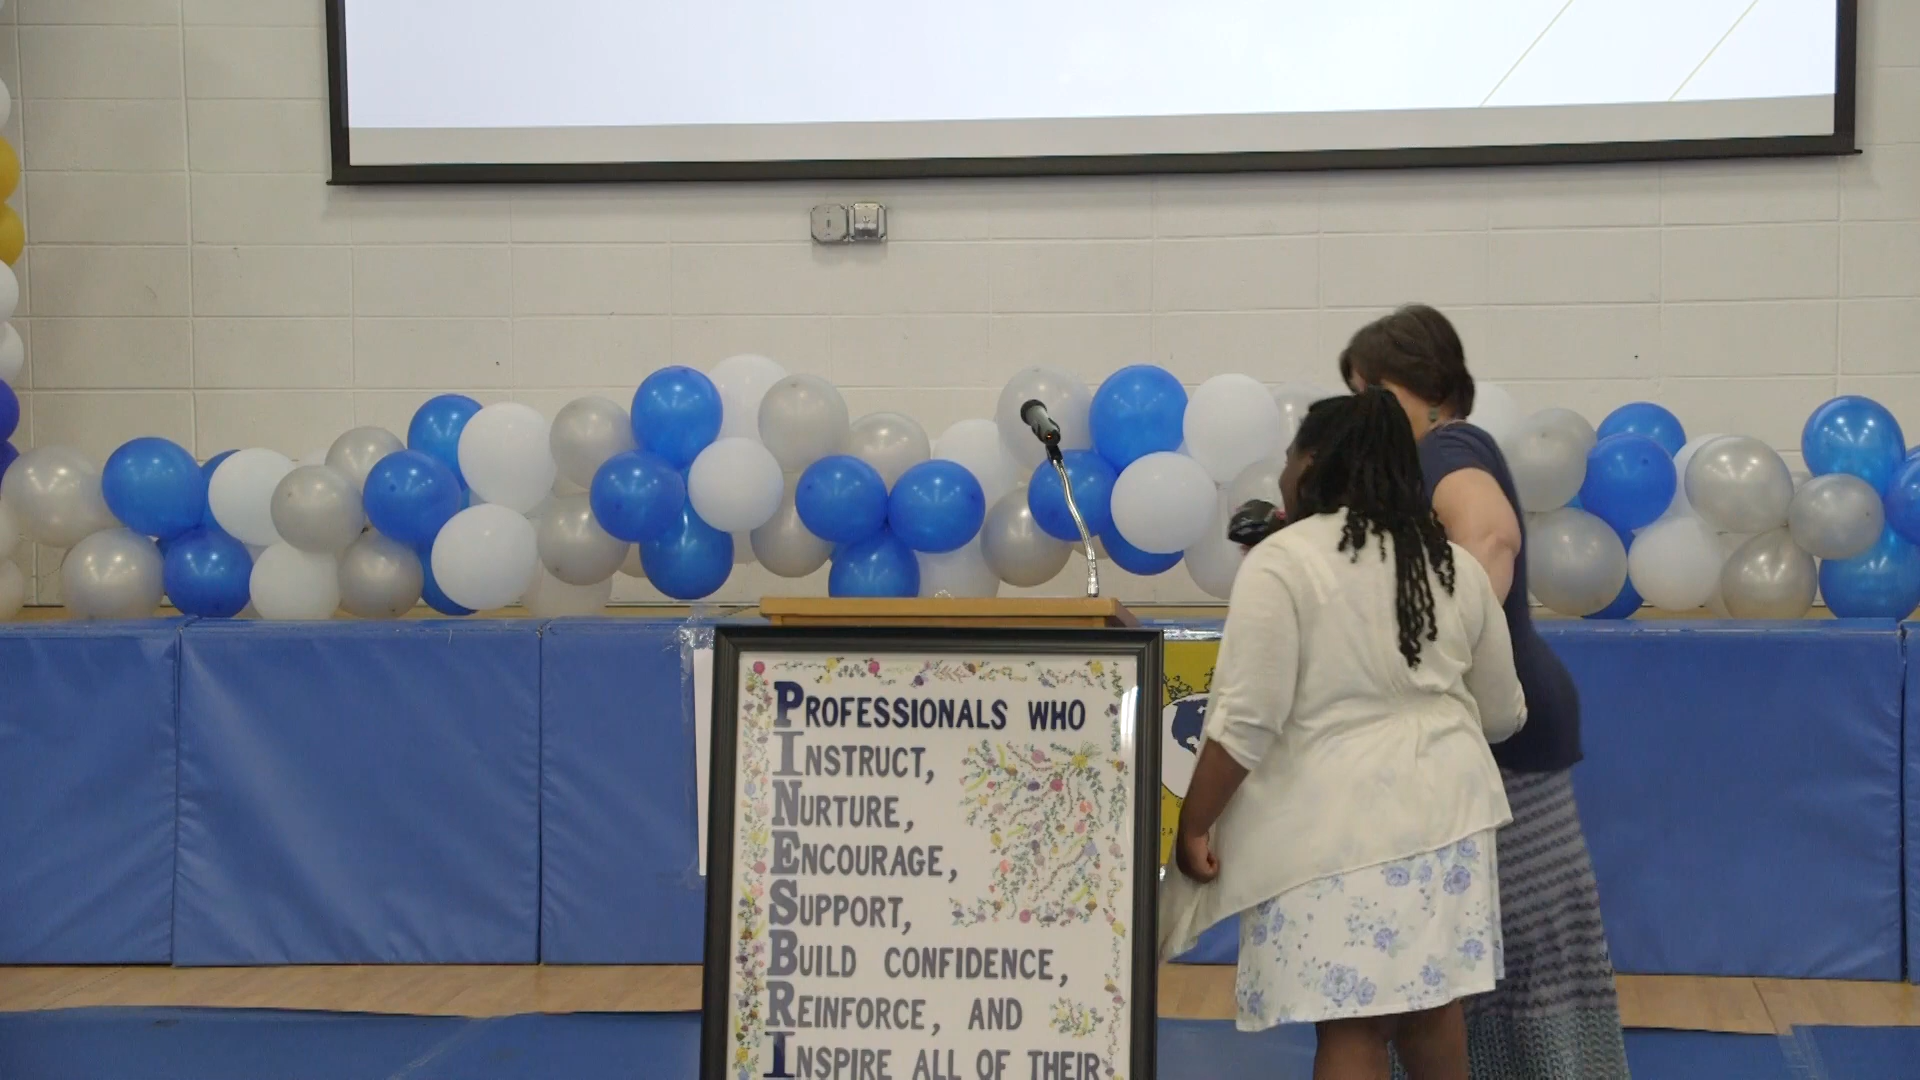 PROFESSIONALS WHO
INSTRUCT,
NURTURE,
ENCOURAGE,
SUPPORT,
BUILD CONFIDENCE,
REINFORCE, AND
INSPIRE ALL OF THEIR